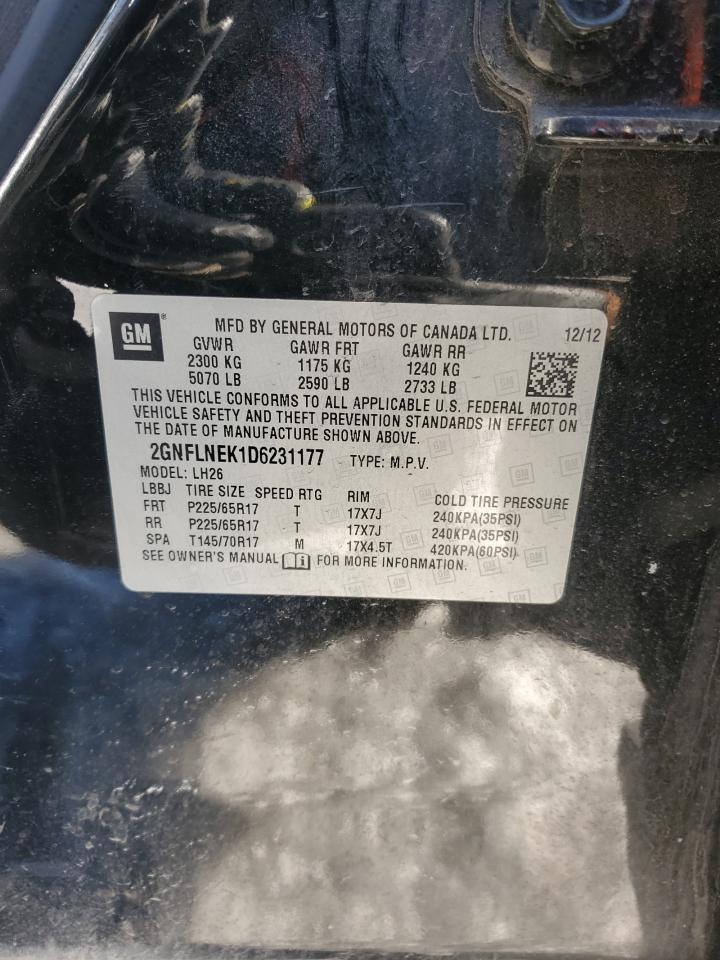 GM ® MFD BY GENERAL MOTORS OF CANADA LTD. 12/12
GVWR GAWR FRT GAWR RR
2300 KG 1175 KG 1240 KG
5070 LB 2590 LB 2733 LB
THIS VEHICLE CONFORMS TO ALL APPLICABLE U.S. FEDERAL MOTOR
VEHICLE SAFETY AND THEFT PREVENTION STANDARDS IN EFFECT ON
THE DATE OF MANUFACTURE SHOWN ABOVE.
2GNFLNEK1D6231177 TYPE: M.P.V.
MODEL: LH26
LBBJ TIRE SIZE SPEED RTG RIM COLD TIRE PRESSURE
FRT P225/65R17 T 17X7J 240KPA(35PSI)
RR P225/65R17 T 17X7J 240KPA(35PSI)
SPA T145/70R17 M 17X4.5T 420KPA(60PSI)
SEE OWNER'S MANUAL FOR MORE INFORMATION.